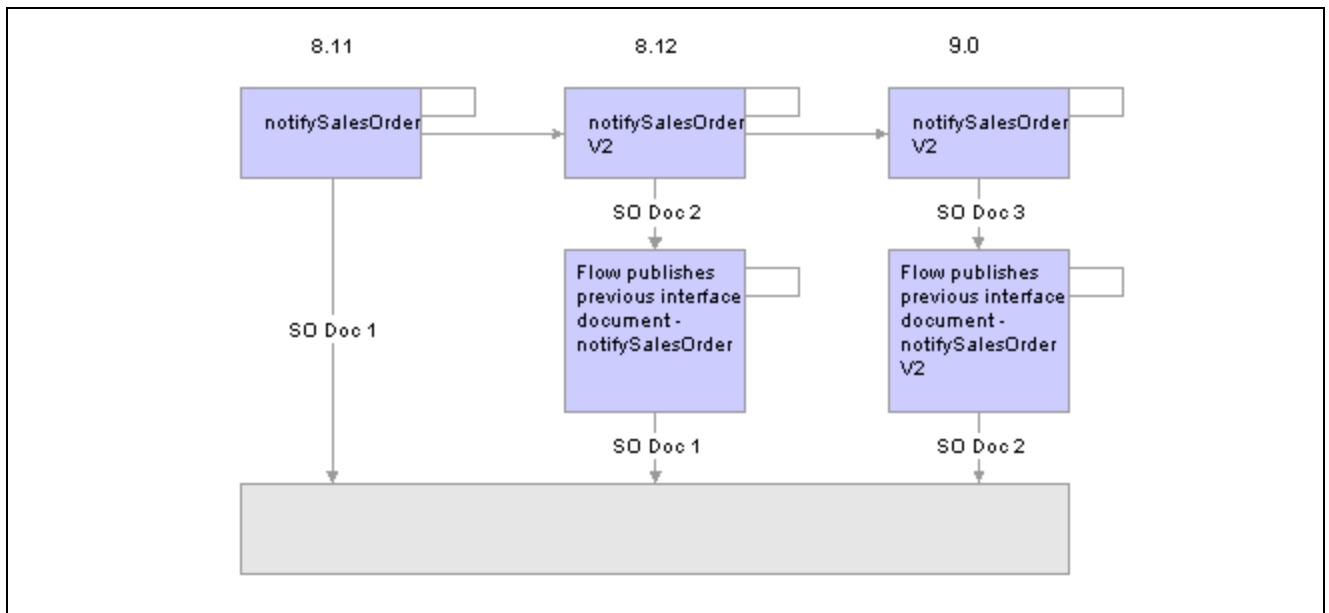 8.11
8.12
9.0
notifySalesOrder
notifySalesOrder
V2
notifySalesOrder
V2
SO Doc 2
SO Doc 3
Flow publishes
previous interface
document -
notifySalesOrder
Flow publishes
previous interface
document -
notifySalesOrder
V2
SO Doc 1
SO Doc 1
SO Doc 2